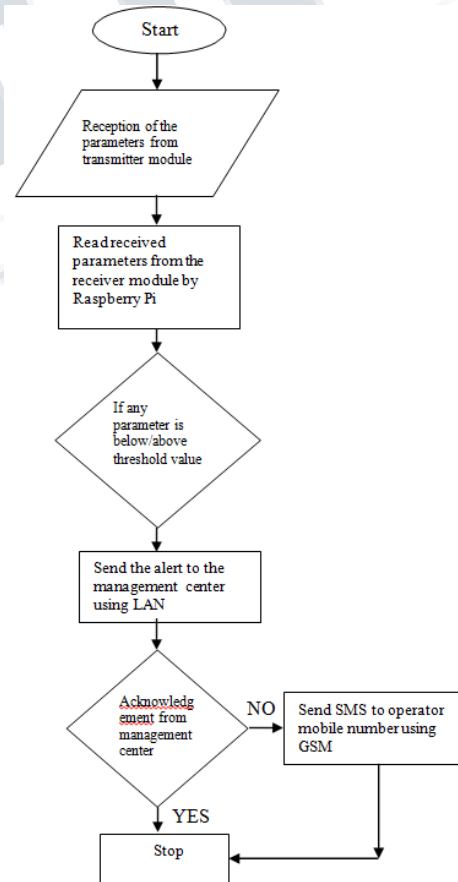 Start
Reception of the
parameters from
transmitter module
Read received
parameters from the
receiver module by
Raspberry Pi
If any
parameter is
below/above
threshold value
Send the alert to the
management center
using LAN
Acknowledg
ement from
management
center
NO
Send SMS to operator
mobile number using
GSM
YES
Stop